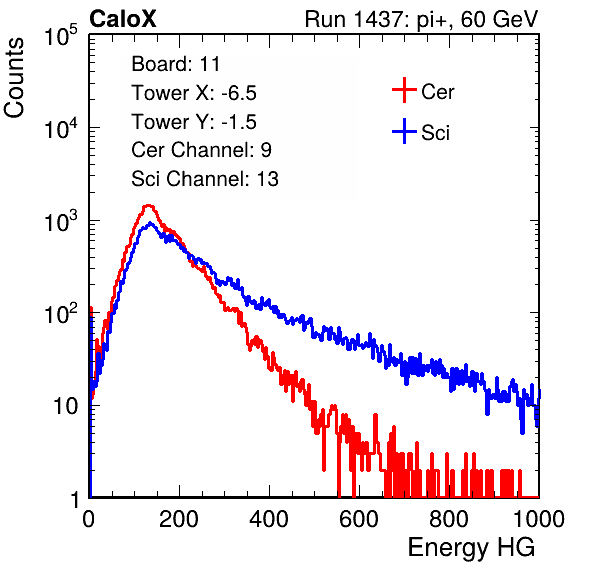 CaloX Run 1437: pi+, 60 GeV
Counts
Board: 11
Tower X: -6.5
Tower Y: -1.5
Cer Channel: 9
Sci Channel: 13
Cer
Sci
10^5
10^4
10^3
10^2
10
1
0 200 400 600 800 1000
Energy HG